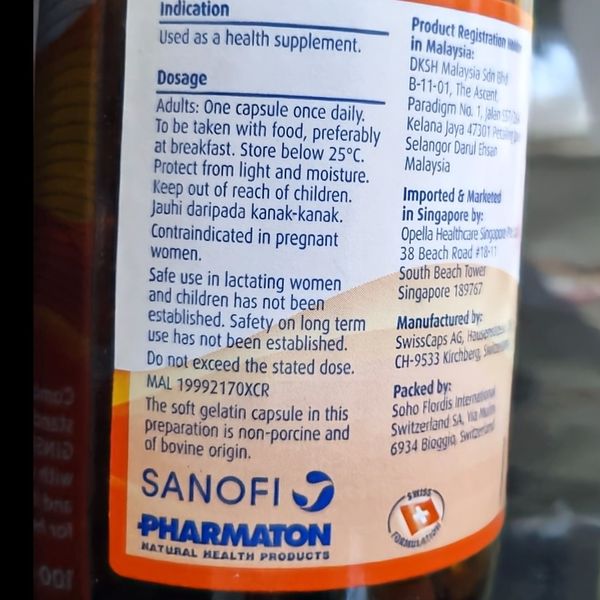 Indication
Used as a health supplement.
Dosage
Adults: One capsule once daily.
To be taken with food, preferably
at breakfast. Store below 25°C.
Protect from light and moisture.
Keep out of reach of children.
Jauhi daripada kanak-kanak.
Contraindicated in pregnant
women.
Safe use in lactating women
and children has not been
established. Safety on long term
use has not been established.
Do not exceed the stated dose.
MAL 19992170XCR
The soft gelatin capsule in this
preparation is non-porcine and
of bovine origin.
SANOFI
PHARMATON
NATURAL HEALTH PRODUCTS
Product Registration
in Malaysia:
DKSH Malaysia Sdn Bhd
B-11-01, The Ascent,
Paradigm No. 1, Jalan
Kelana Jaya 47301
Selangor Darul Ehsan
Malaysia
Imported & Marketed
in Singapore by:
Opella Healthcare Singapore
38 Beach Road #18-11
South Beach Tower
Singapore 189767
Manufactured by:
SwissCaps AG,
CH-9533 Kirchberg, Switzerland
Packed by:
Soho Flordis International
Switzerland SA, Via
6934 Bioggio, Switzerland
SWISS
FORMULATION
100